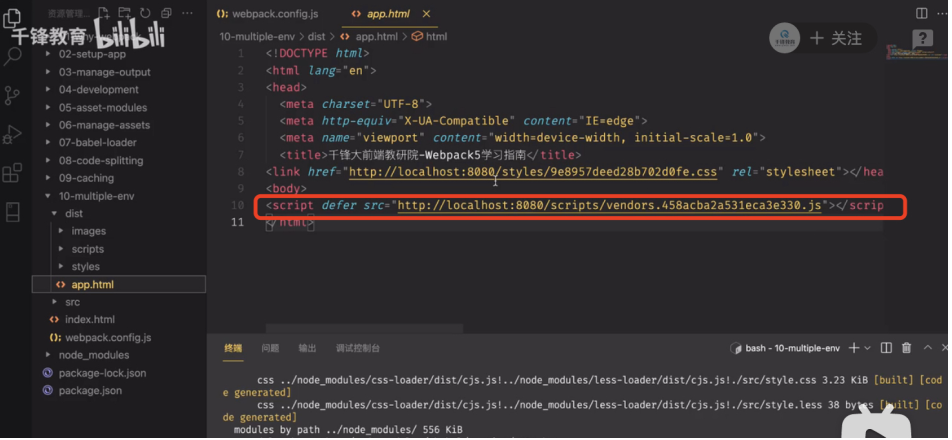 资源管理...
webpack.config.js
app.html
千锋教育 bilibili
+ 关注
10-multiple-env > dist > app.html > html
02-setup-app
03-manage-output
04-development
05-asset-modules
06-manage-assets
07-babel-loader
08-code-splitting
09-caching
10-multiple-env
dist
images
scripts
styles
app.html
src
index.html
webpack.config.js
node_modules
package-lock.json
package.json
1 <!DOCTYPE html>
2 <html lang="en">
3 <head>
4 <meta charset="UTF-8">
5 <meta http-equiv="X-UA-Compatible" content="IE=edge">
6 <meta name="viewport" content="width=device-width, initial-scale=1.0">
7 <title>千锋大前端教研院-Webpack5学习指南</title>
8 <link href="http://localhost:8080/styles/9e8957deed28b702d0fe.css" rel="stylesheet"></hea
9 <body>
10 <script defer src="http://localhost:8080/scripts/vendors.458acba2a531eca3e330.js"></scrip
11 </html>
终端 问题 输出 调试控制台
bash - 10-multiple-env
css ../node_modules/css-loader/dist/cjs.js!../node_modules/less-loader/dist/cjs.js!./src/style.css 3.23 KiB [built] [cod
e generated]
css ../node_modules/css-loader/dist/cjs.js!../node_modules/less-loader/dist/cjs.js!./src/style.less 38 bytes [built] [co
de generated]
modules by path ../node_modules/ 556 KiB